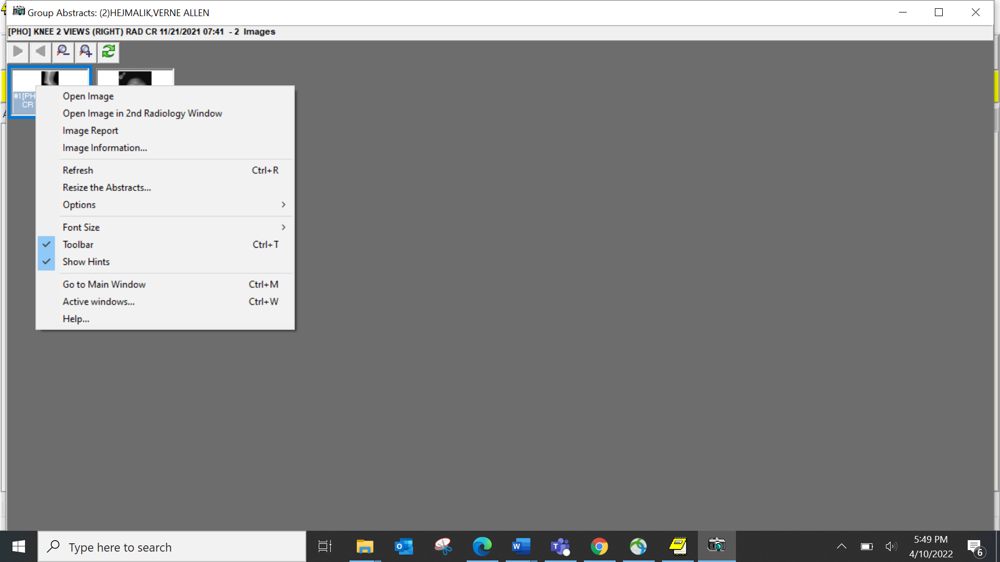 Group Abstracts: (2)HEJMALIK,VERNE ALLEN
[PHO] KNEE 2 VIEWS (RIGHT) RAD CR 11/21/2021 07:41 - 2 Images
#1[PH
CR
Open Image
Open Image in 2nd Radiology Window
Image Report
Image Information...
Refresh Ctrl+R
Resize the Abstracts...
Options
Font Size
Toolbar Ctrl+T
Show Hints
Go to Main Window Ctrl+M
Active windows... Ctrl+W
Help...
Type here to search
5:49 PM
4/10/2022
6